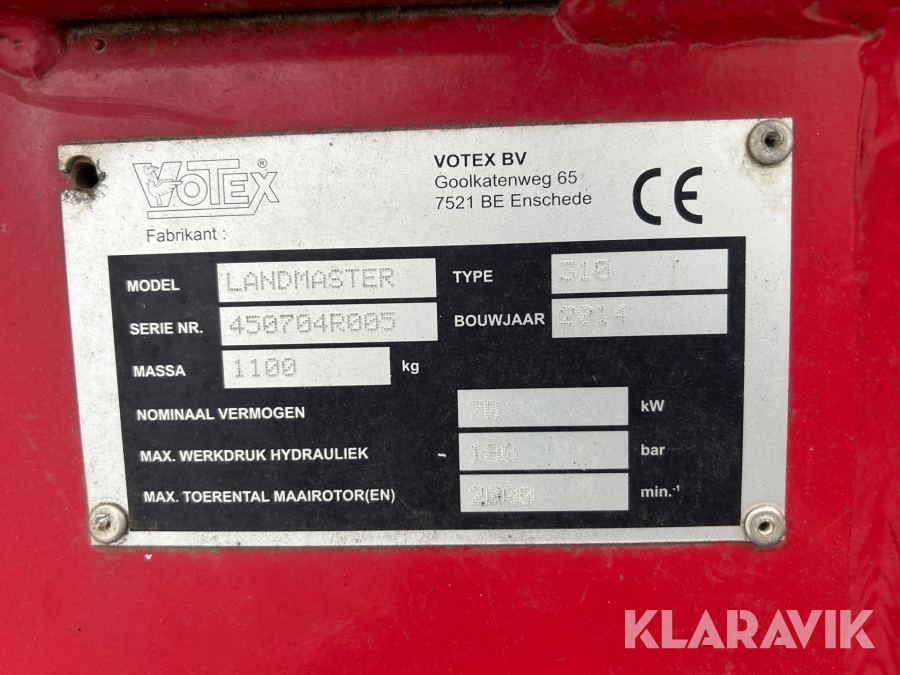 VOTEX®
VOTEX BV
Goolkatenweg 65
7521 BE Enschede
CE
Fabrikant :
MODEL LANDMASTER TYPE 310
SERIE NR. 450704R005 BOUWJAAR 2014
MASSA 1100 kg
NOMINAAL VERMOGEN 70 kW
MAX. WERKDRUK HYDRAULIEK 180 bar
MAX. TOERENTAL MAAIROTOR(EN) 2000 min.⁻¹
KLARAVIK